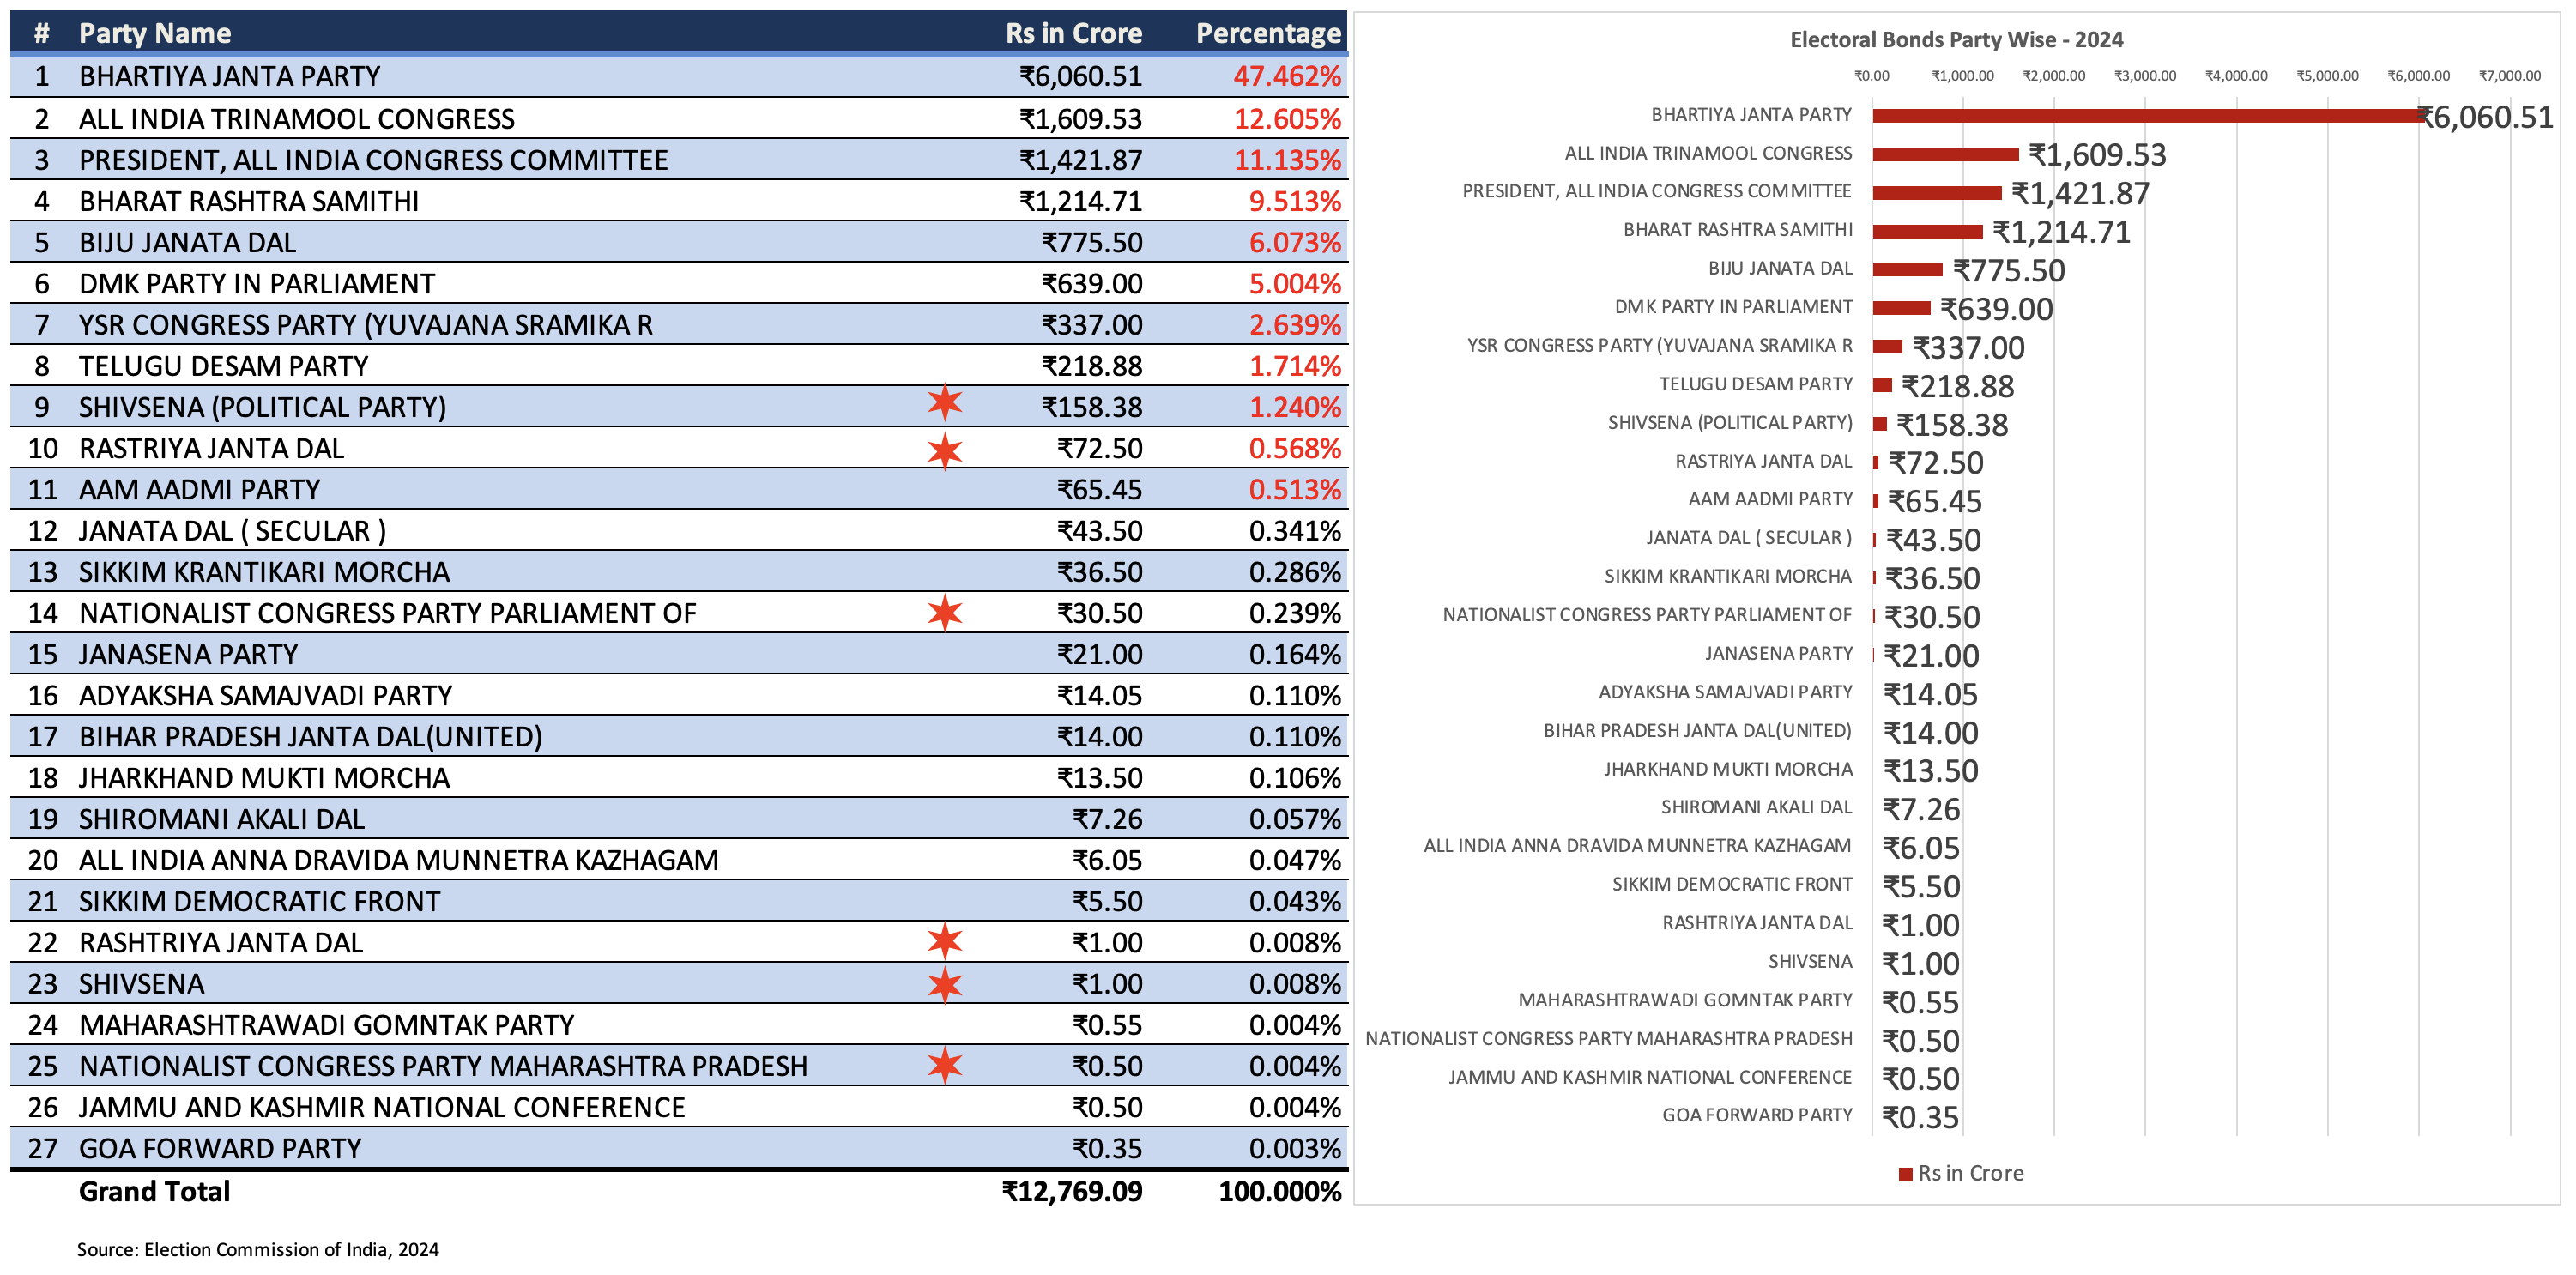 # Party Name Rs in Crore Percentage
1 BHARTIYA JANTA PARTY ₹6,060.51 47.462%
2 ALL INDIA TRINAMOOL CONGRESS ₹1,609.53 12.605%
3 PRESIDENT, ALL INDIA CONGRESS COMMITTEE ₹1,421.87 11.135%
4 BHARAT RASHTRA SAMITHI ₹1,214.71 9.513%
5 BIJU JANATA DAL ₹775.50 6.073%
6 DMK PARTY IN PARLIAMENT ₹639.00 5.004%
7 YSR CONGRESS PARTY (YUVAJANA SRAMIKA R ₹337.00 2.639%
8 TELUGU DESAM PARTY ₹218.88 1.714%
9 SHIVSENA (POLITICAL PARTY) ₹158.38 1.240%
10 RASTRIYA JANTA DAL ₹72.50 0.568%
11 AAM AADMI PARTY ₹65.45 0.513%
12 JANATA DAL ( SECULAR ) ₹43.50 0.341%
13 SIKKIM KRANTIKARI MORCHA ₹36.50 0.286%
14 NATIONALIST CONGRESS PARTY PARLIAMENT OF ₹30.50 0.239%
15 JANASENA PARTY ₹21.00 0.164%
16 ADYAKSHA SAMAJVADI PARTY ₹14.05 0.110%
17 BIHAR PRADESH JANTA DAL(UNITED) ₹14.00 0.110%
18 JHARKHAND MUKTI MORCHA ₹13.50 0.106%
19 SHIROMANI AKALI DAL ₹7.26 0.057%
20 ALL INDIA ANNA DRAVIDA MUNNETRA KAZHAGAM ₹6.05 0.047%
21 SIKKIM DEMOCRATIC FRONT ₹5.50 0.043%
22 RASHTRIYA JANTA DAL ₹1.00 0.008%
23 SHIVSENA ₹1.00 0.008%
24 MAHARASHTRAWADI GOMNTAK PARTY ₹0.55 0.004%
25 NATIONALIST CONGRESS PARTY MAHARASHTRA PRADESH ₹0.50 0.004%
26 JAMMU AND KASHMIR NATIONAL CONFERENCE ₹0.50 0.004%
27 GOA FORWARD PARTY ₹0.35 0.003%
Grand Total ₹12,769.09 100.000%
Source: Election Commission of India, 2024
Electoral Bonds Party Wise - 2024
₹0.00 ₹1,000.00 ₹2,000.00 ₹3,000.00 ₹4,000.00 ₹5,000.00 ₹6,000.00 ₹7,000.00
BHARTIYA JANTA PARTY ₹6,060.51
ALL INDIA TRINAMOOL CONGRESS ₹1,609.53
PRESIDENT, ALL INDIA CONGRESS COMMITTEE ₹1,421.87
BHARAT RASHTRA SAMITHI ₹1,214.71
BIJU JANATA DAL ₹775.50
DMK PARTY IN PARLIAMENT ₹639.00
YSR CONGRESS PARTY (YUVAJANA SRAMIKA R ₹337.00
TELUGU DESAM PARTY ₹218.88
SHIVSENA (POLITICAL PARTY) ₹158.38
RASTRIYA JANTA DAL ₹72.50
AAM AADMI PARTY ₹65.45
JANATA DAL ( SECULAR ) ₹43.50
SIKKIM KRANTIKARI MORCHA ₹36.50
NATIONALIST CONGRESS PARTY PARLIAMENT OF ₹30.50
JANASENA PARTY ₹21.00
ADYAKSHA SAMAJVADI PARTY ₹14.05
BIHAR PRADESH JANTA DAL(UNITED) ₹14.00
JHARKHAND MUKTI MORCHA ₹13.50
SHIROMANI AKALI DAL ₹7.26
ALL INDIA ANNA DRAVIDA MUNNETRA KAZHAGAM ₹6.05
SIKKIM DEMOCRATIC FRONT ₹5.50
RASHTRIYA JANTA DAL ₹1.00
SHIVSENA ₹1.00
MAHARASHTRAWADI GOMNTAK PARTY ₹0.55
NATIONALIST CONGRESS PARTY MAHARASHTRA PRADESH ₹0.50
JAMMU AND KASHMIR NATIONAL CONFERENCE ₹0.50
GOA FORWARD PARTY ₹0.35
Rs in Crore